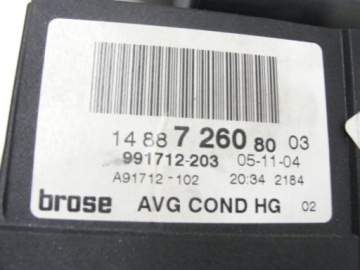 14 88 7 260 80 03
991712-203 05-11-04
A91712-102 20:34 2184
brose AVG COND HG 02